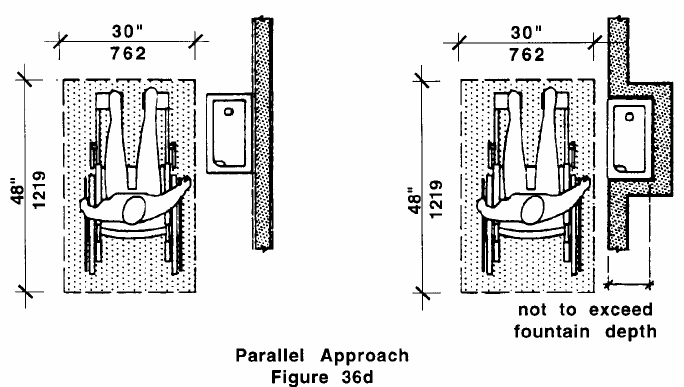 30"
762
48"
1219
30"
762
48"
1219
not to exceed
fountain depth
Parallel Approach
Figure 36d